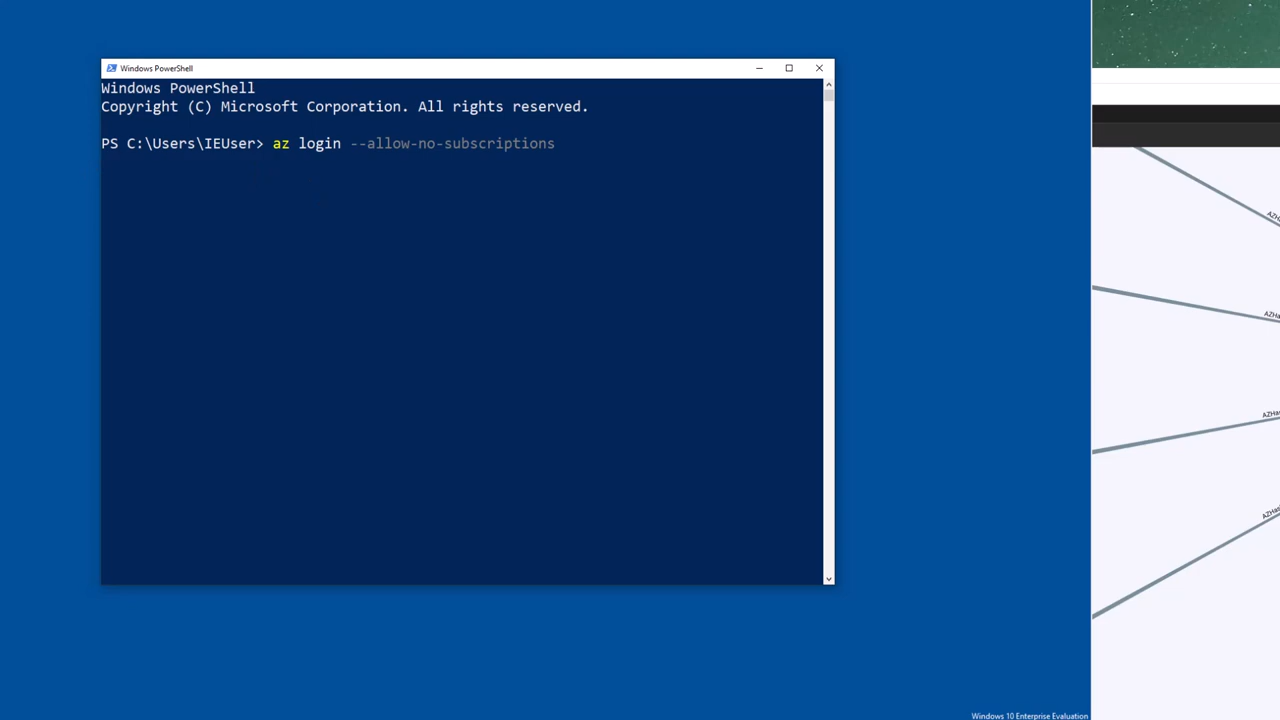 Windows PowerShell
Windows PowerShell
Copyright (C) Microsoft Corporation. All rights reserved.
PS C:\Users\IEUser> az login --allow-no-subscriptions
Windows 10 Enterprise Evaluation